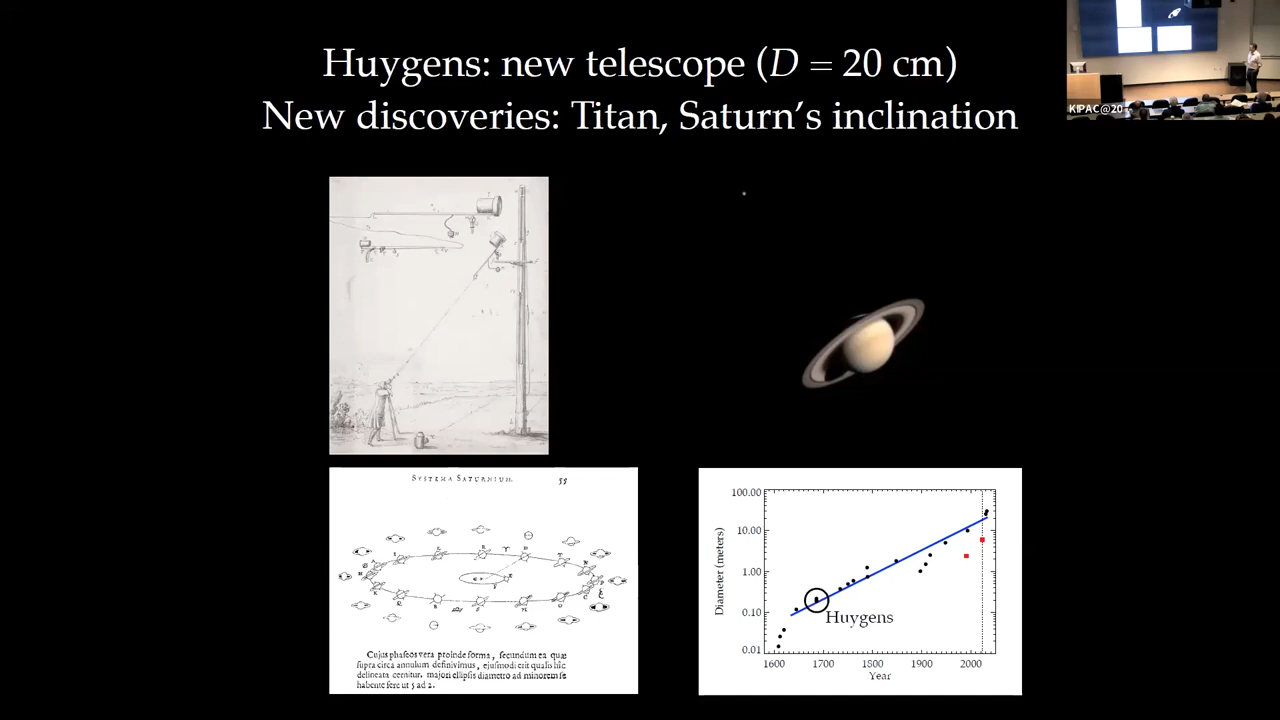 Huygens: new telescope (D = 20 cm)
New discoveries: Titan, Saturn’s inclination
KIPAC@20
SYSTEMA SATURNIUM.
Cujus phaseos vera proinde forma, secundum ea quæ
supra circa annulum definivimus, ejusmodi erit qualis hic
delineata cernitur, majori ellipsis diametro ad minorem se
habente fere ut 5 ad 2.
100.00
10.00
1.00
0.10
0.01
Diameter (meters)
Huygens
1600
1700
1800
1900
2000
Year